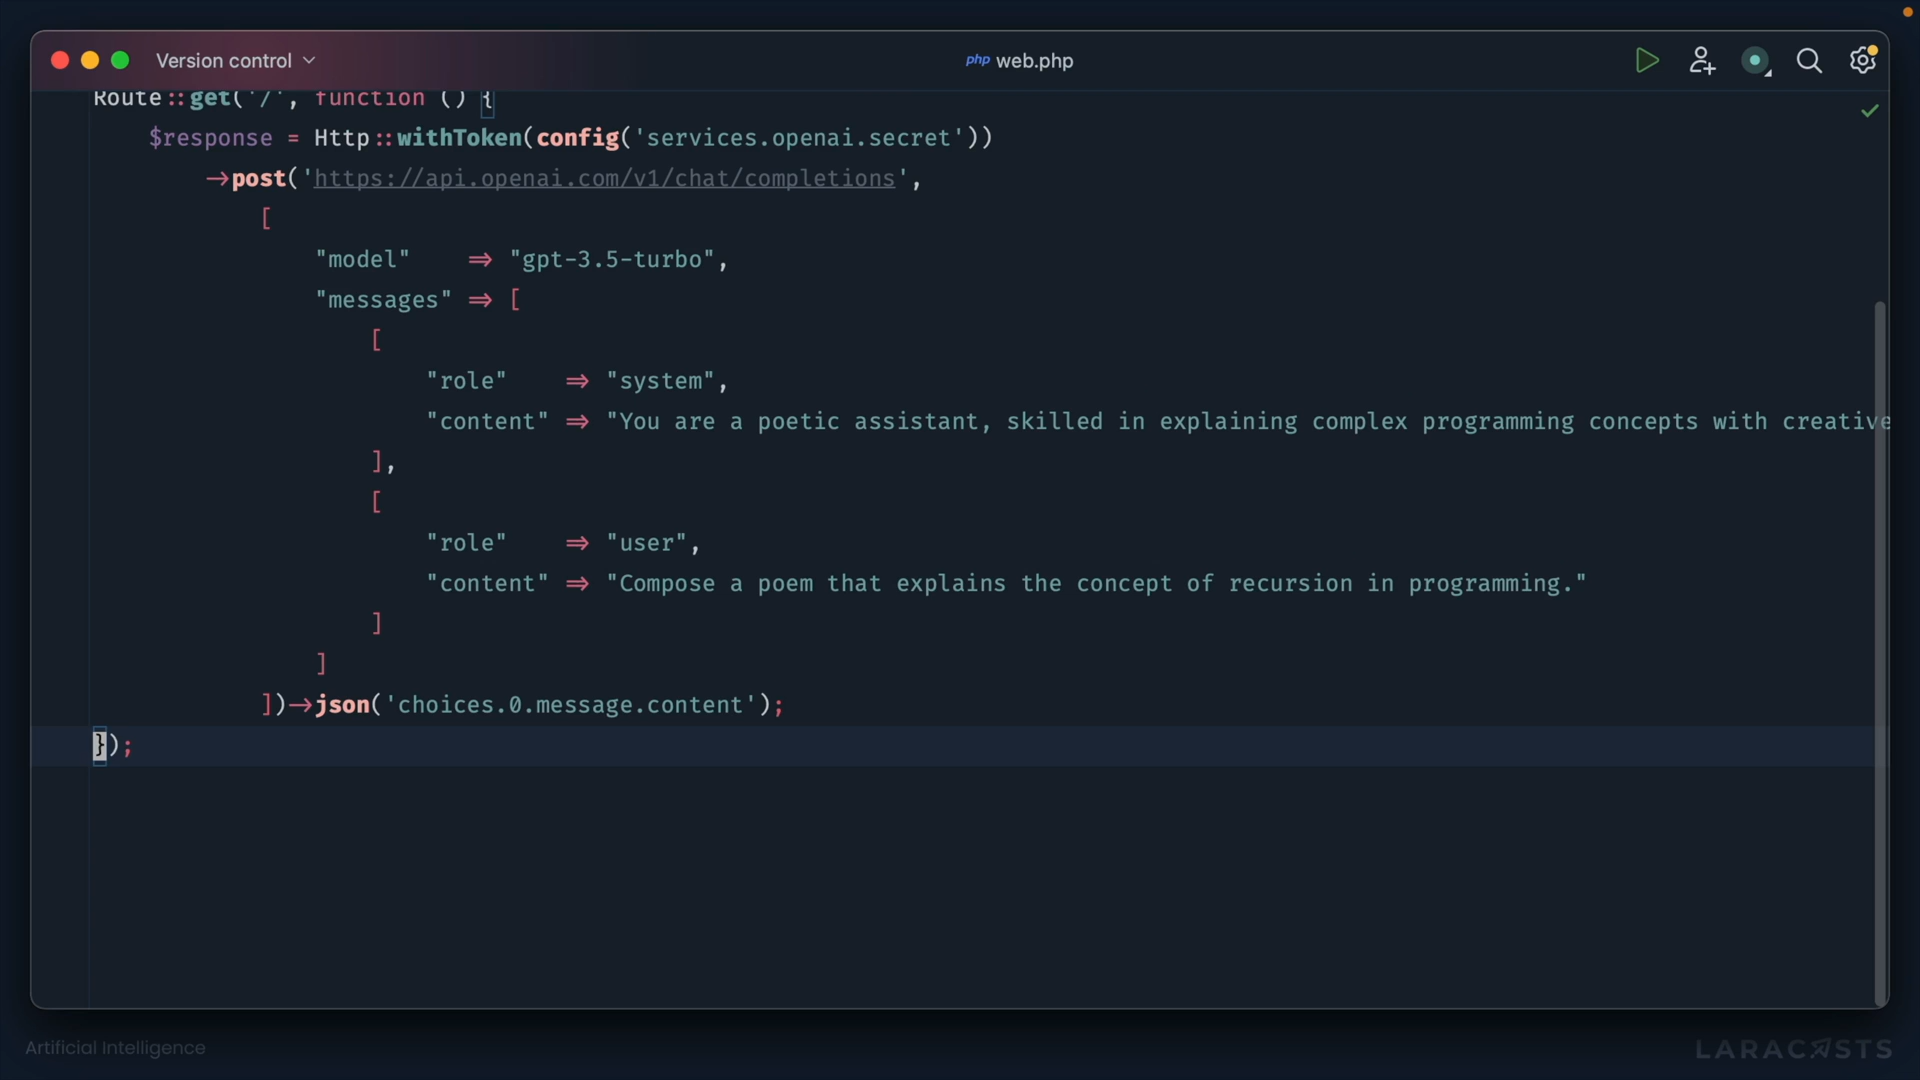 Version control
php web.php
Route::get('/', function () {
$response = Http::withToken(config('services.openai.secret'))
->post('https://api.openai.com/v1/chat/completions',
[
"model" => "gpt-3.5-turbo",
"messages" => [
[
"role" => "system",
"content" => "You are a poetic assistant, skilled in explaining complex programming concepts with creative
],
[
"role" => "user",
"content" => "Compose a poem that explains the concept of recursion in programming."
]
]
])->json('choices.0.message.content');
});
Artificial Intelligence
LARACASTS